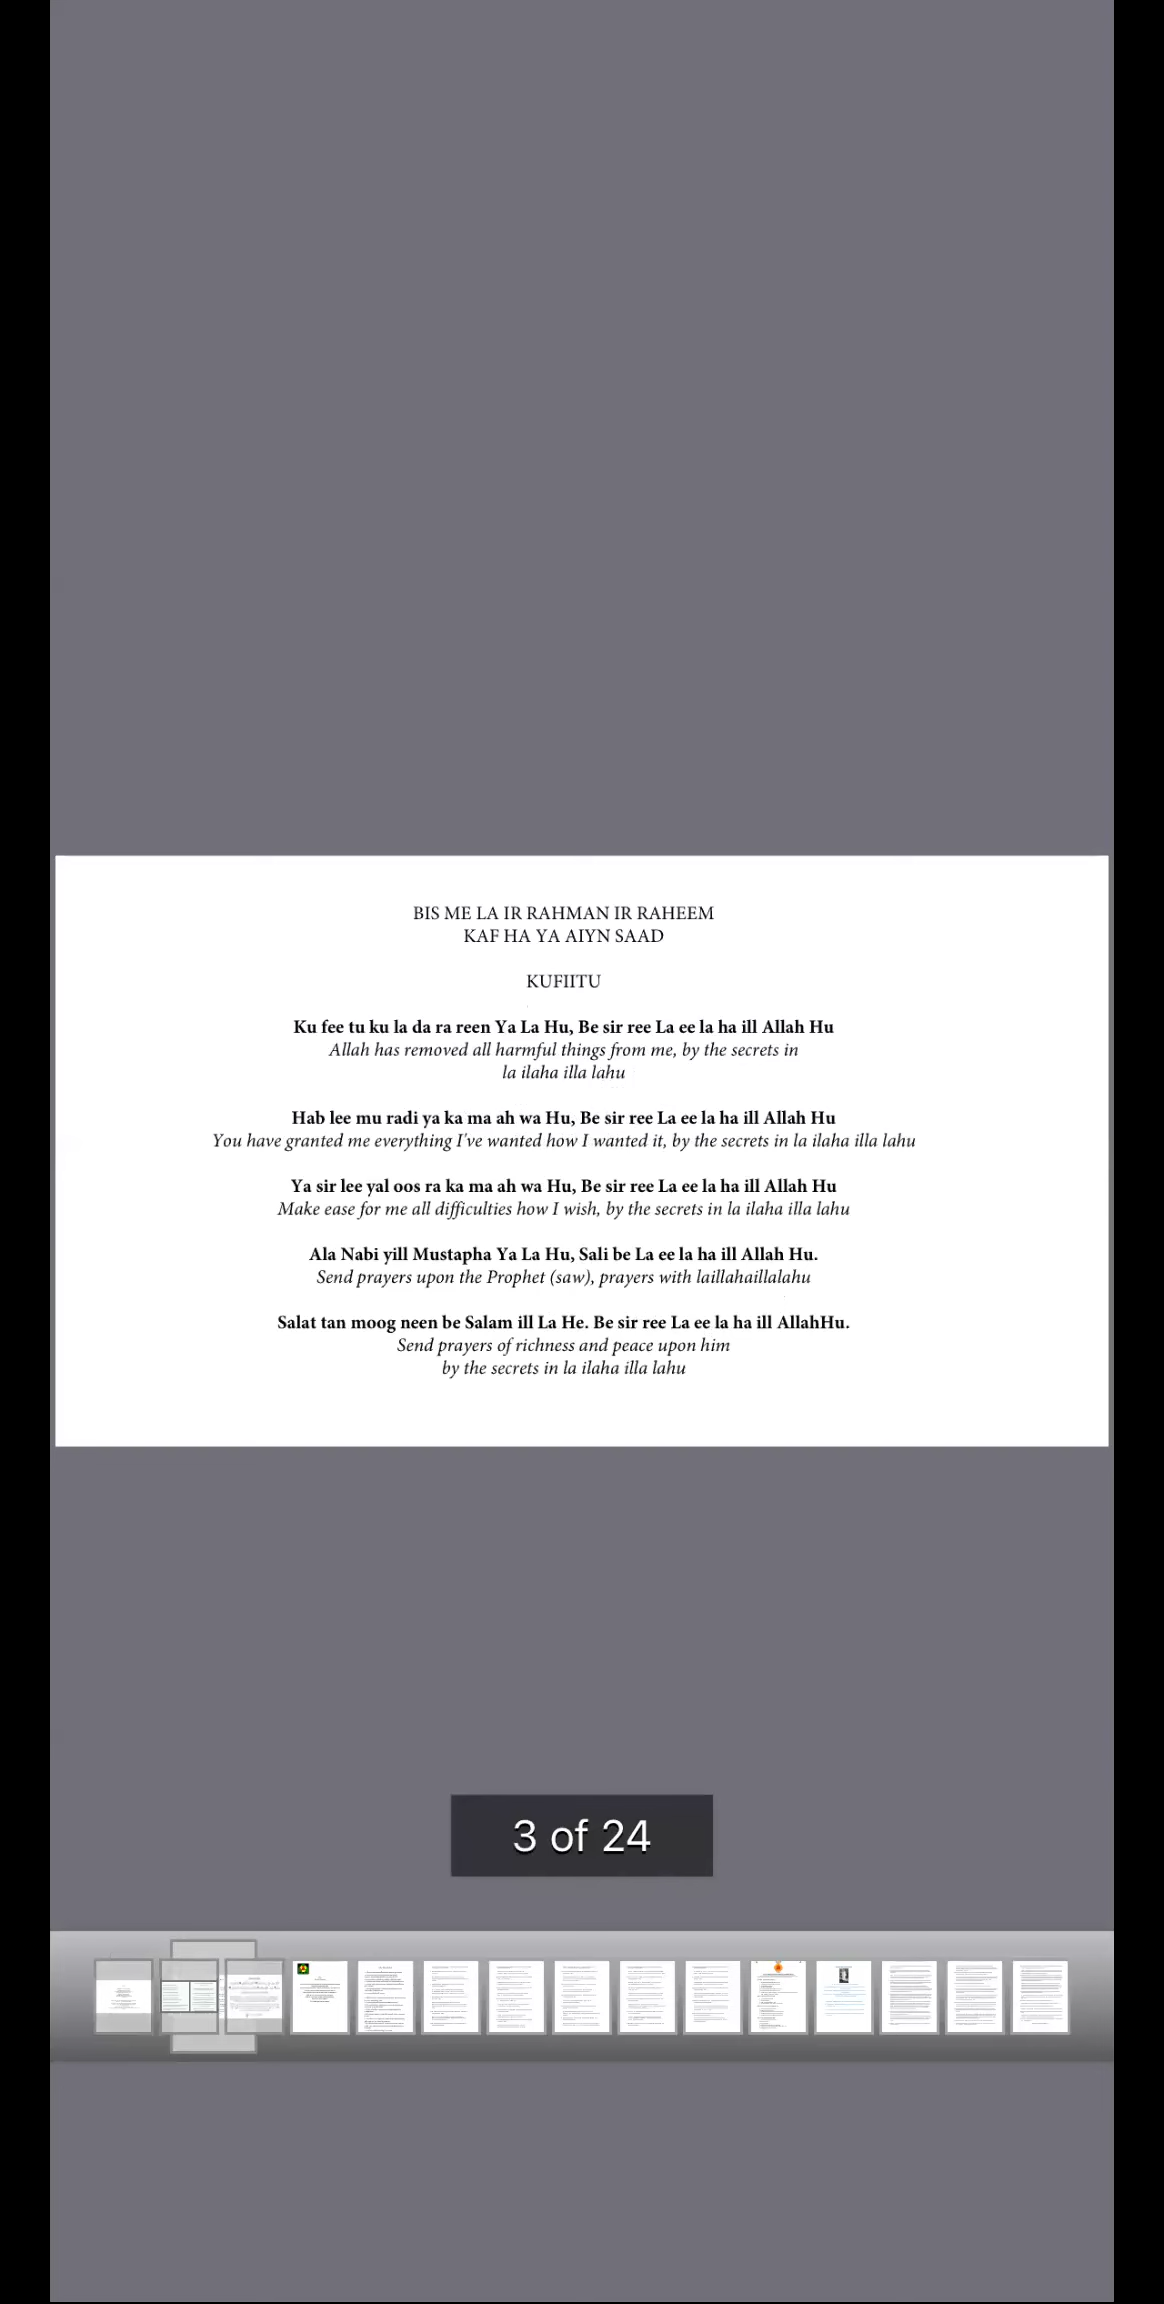 BIS ME LA IR RAHMAN IR RAHEEM
KAF HA YA AIYN SAAD
KUFIITU
Ku fee tu ku la da ra reen Ya La Hu, Be sir ree La ee la ha ill Allah Hu
Allah has removed all harmful things from me, by the secrets in
la ilaha illa lahu
Hab lee mu radi ya ka ma ah wa Hu, Be sir ree La ee la ha ill Allah Hu
You have granted me everything I've wanted how I wanted it, by the secrets in la ilaha illa lahu
Ya sir lee yal oos ra ka ma ah wa Hu, Be sir ree La ee la ha ill Allah Hu
Make ease for me all difficulties how I wish, by the secrets in la ilaha illa lahu
Ala Nabi yill Mustapha Ya La Hu, Sali be La ee la ha ill Allah Hu.
Send prayers upon the Prophet (saw), prayers with laillahaillalahu
Salat tan moog neen be Salam ill La He. Be sir ree La ee la ha ill AllahHu.
Send prayers of richness and peace upon him
by the secrets in la ilaha illa lahu
3 of 24